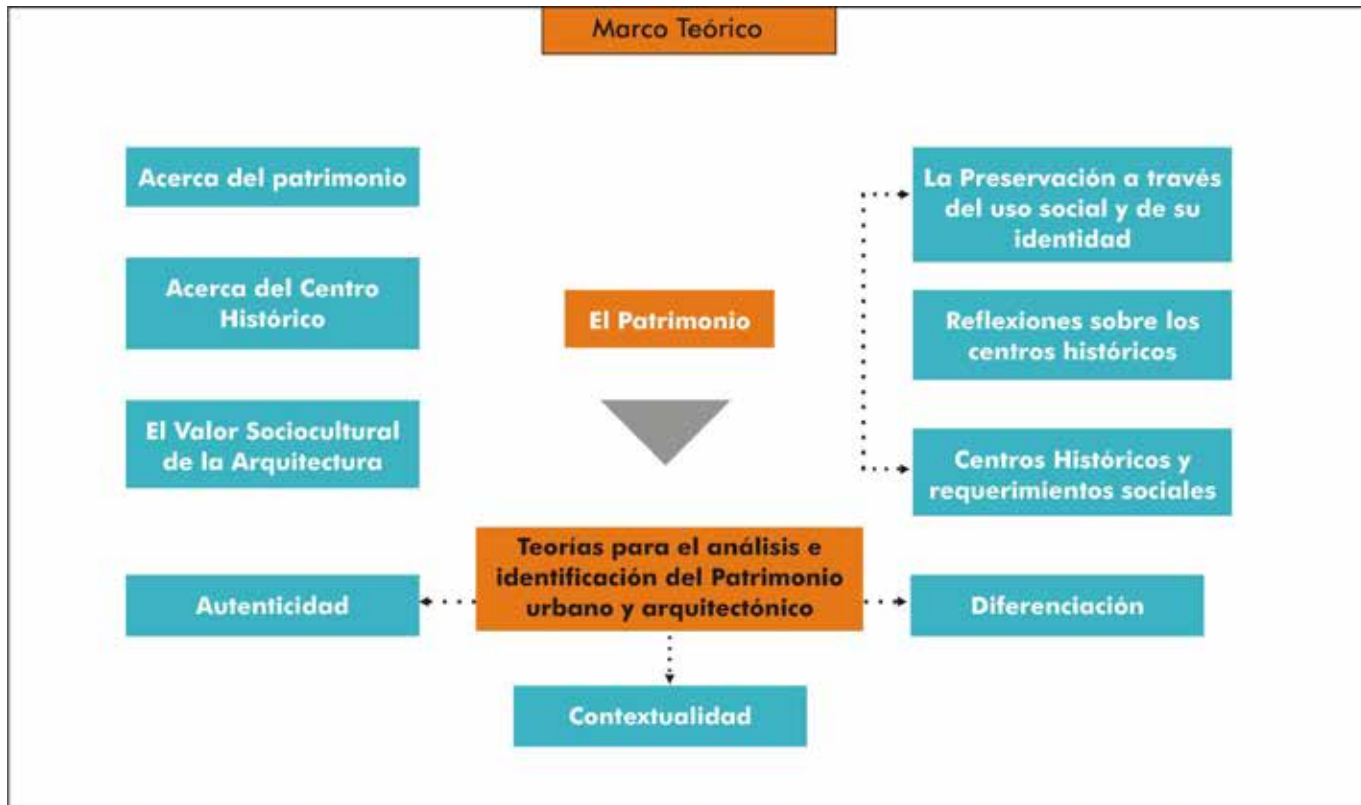 Marco Teórico
Acerca del patrimonio
Acerca del Centro
Histórico
El Valor Sociocultural
de la Arquitectura
El Patrimonio
La Preservación a través
del uso social y de su
identidad
Reflexiones sobre los
centros históricos
Centros Históricos y
requerimientos sociales
Teorías para el análisis e
identificación del Patrimonio
urbano y arquitectónico
Autenticidad
Diferenciación
Contextualidad